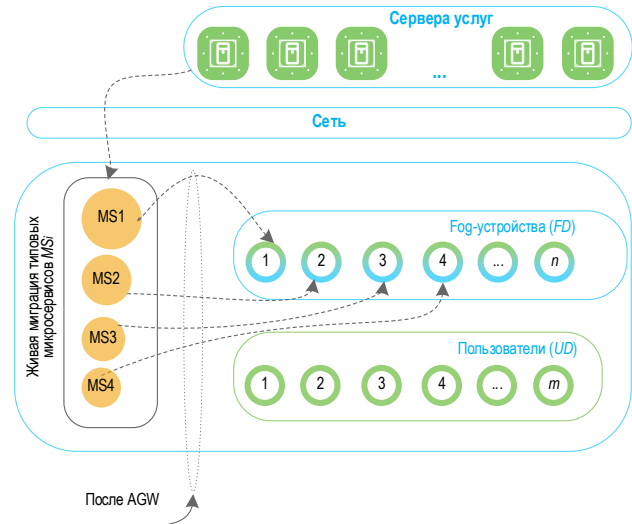 Сервера услуг
...
Сеть
Живая миграция типовых
микросервисов MSi
MS1
MS2
MS3
MS4
Fog-устройства (FD)
1 2 3 4 ... n
Пользователи (UD)
1 2 3 4 ... m
После AGW